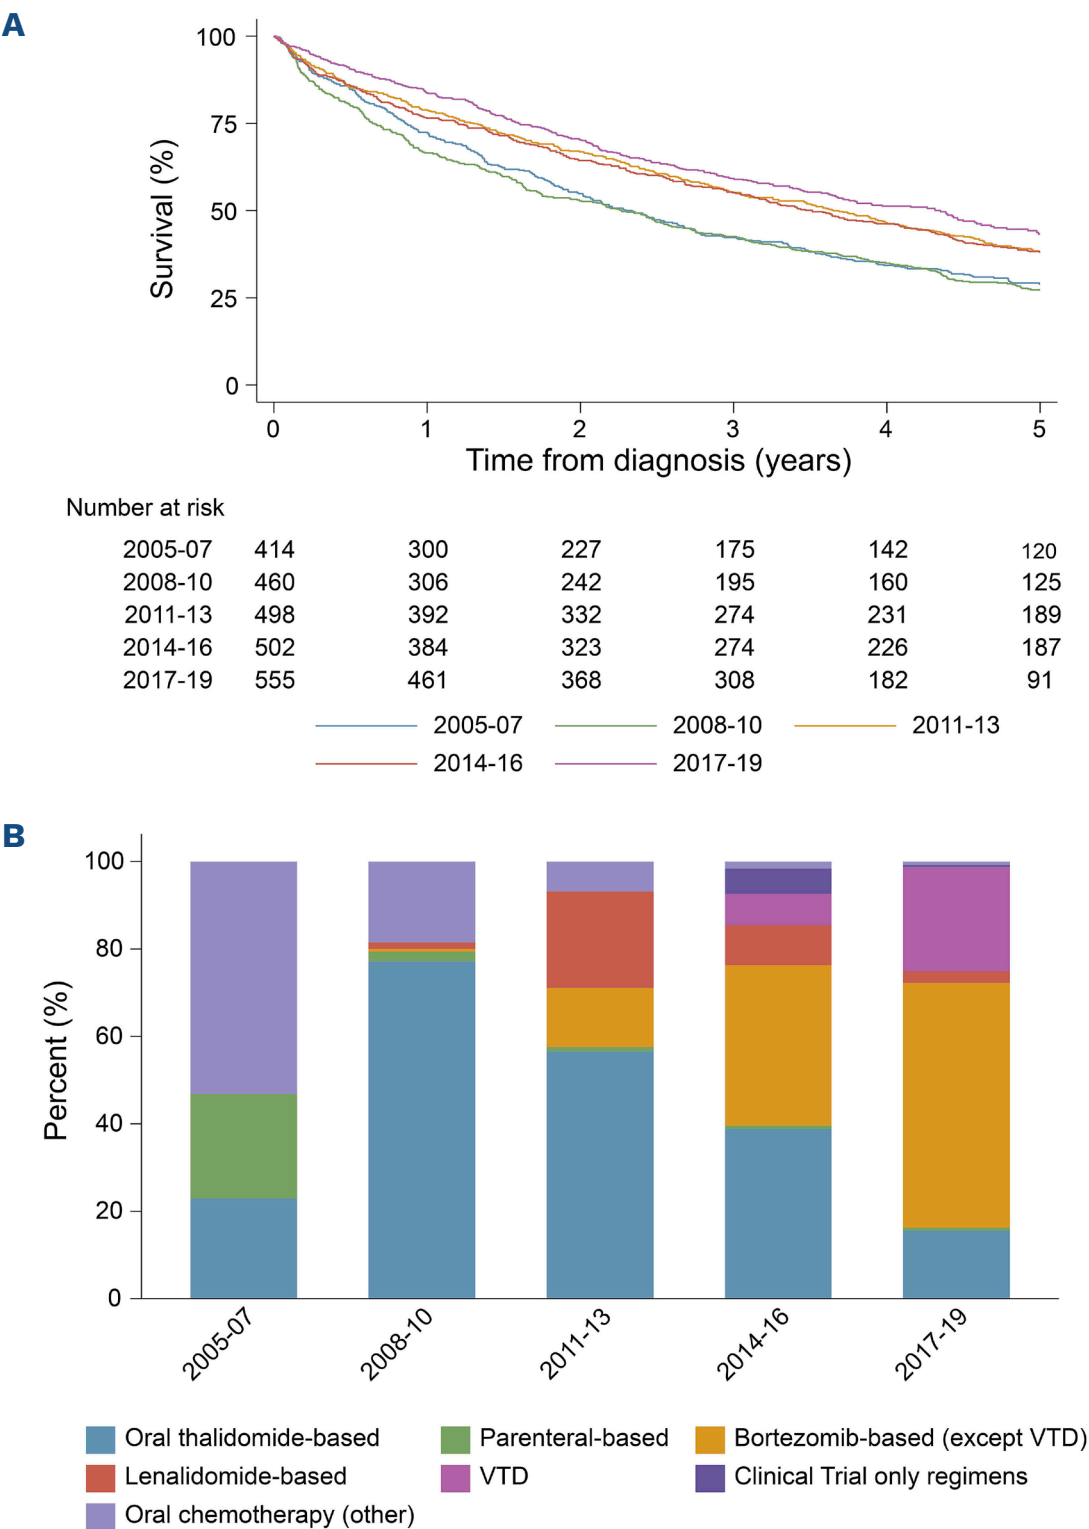 A
100
75
50
25
0
Survival (%)
0 1 2 3 4 5
Time from diagnosis (years)
Number at risk
2005-07 414 300 227 175 142 120
2008-10 460 306 242 195 160 125
2011-13 498 392 332 274 231 189
2014-16 502 384 323 274 226 187
2017-19 555 461 368 308 182 91
2005-07 2008-10 2011-13
2014-16 2017-19
B
100
80
60
40
20
0
Percent (%)
2005-07 2008-10 2011-13 2014-16 2017-19
Oral thalidomide-based Parenteral-based Bortezomib-based (except VTD)
Lenalidomide-based VTD Clinical Trial only regimens
Oral chemotherapy (other)